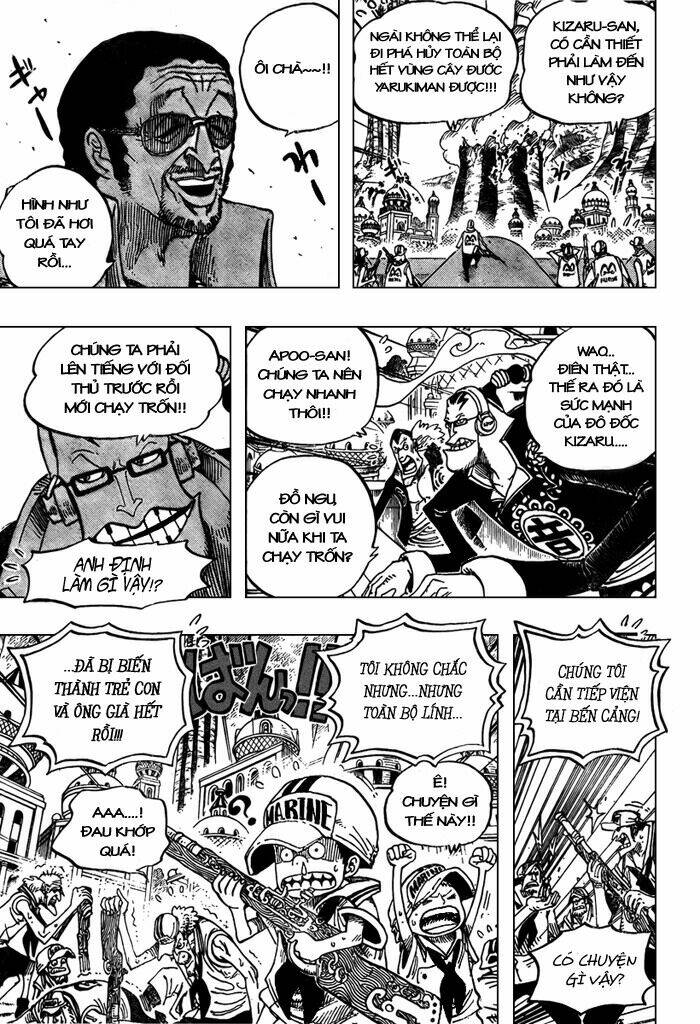 KIZARU-SAN,
CÓ CẦN THIẾT
PHẢI LÀM ĐẾN
NHƯ VẬY
KHÔNG?
NGÀI KHÔNG THỂ LẠI
ĐI PHÁ HỦY TOÀN BỘ
HẾT VÙNG CÂY ĐƯỚC
YARUKIMAN ĐƯỢC!!!
ÔI CHÀ~~!!
HÌNH NHƯ
TÔI ĐÃ HƠI
QUÁ TAY
RỒI...
WAO...
ĐIÊN THẬT...
THẾ RA ĐÓ LÀ
SỨC MẠNH
CỦA ĐÔ ĐỐC
KIZARU.....
APOO-SAN!
CHÚNG TA NÊN
CHẠY NHANH
THÔI!!
ĐỒ NGU,
CÒN GÌ VUI
NỮA KHI TA
CHẠY TRỐN?
CHÚNG TA PHẢI
LÊN TIẾNG VỚI ĐỐI
THỦ TRƯỚC RỒI
MỚI CHẠY TRỐN!!
ANH ĐỊNH
LÀM GÌ VẬY!?
CHÚNG TÔI
CẦN TIẾP VIỆN
TẠI BẾN CẢNG!
CÓ CHUYỆN
GÌ VẬY?
TÔI KHÔNG CHẮC
NHƯNG...NHƯNG
TOÀN BỘ LÍNH...
Ê!
CHUYỆN GÌ
THẾ NÀY!!
MARINE
MARINE
ばんっ!!
...ĐÃ BỊ BIẾN
THÀNH TRẺ CON
VÀ ÔNG GIÀ HẾT
RỒI!!!
AAA....!
ĐAU KHỚP
QUÁ!
?